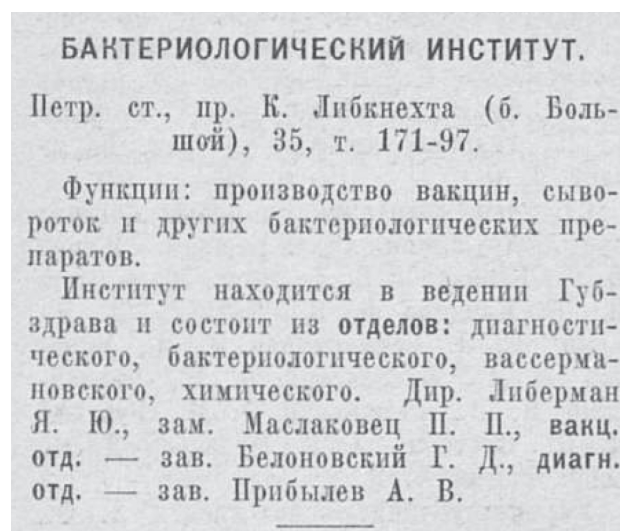 БАКТЕРИОЛОГИЧЕСКИЙ ИНСТИТУТ.
Петр. ст., пр. К. Либкнехта (б. Боль-
шой), 35, т. 171-97.
Функции: производство вакцин, сыво-
роток и других бактериологических пре-
паратов.
Институт находится в ведении Губ-
здрава и состоит из отделов: диагности-
ческого, бактериологического, вассерма-
новского, химического. Дир. Либерман
Я. Ю., зам. Маслаковец П. П., вакц.
отд. — зав. Белоновский Г. Д., диагн.
отд. — зав. Прибылев А. В.